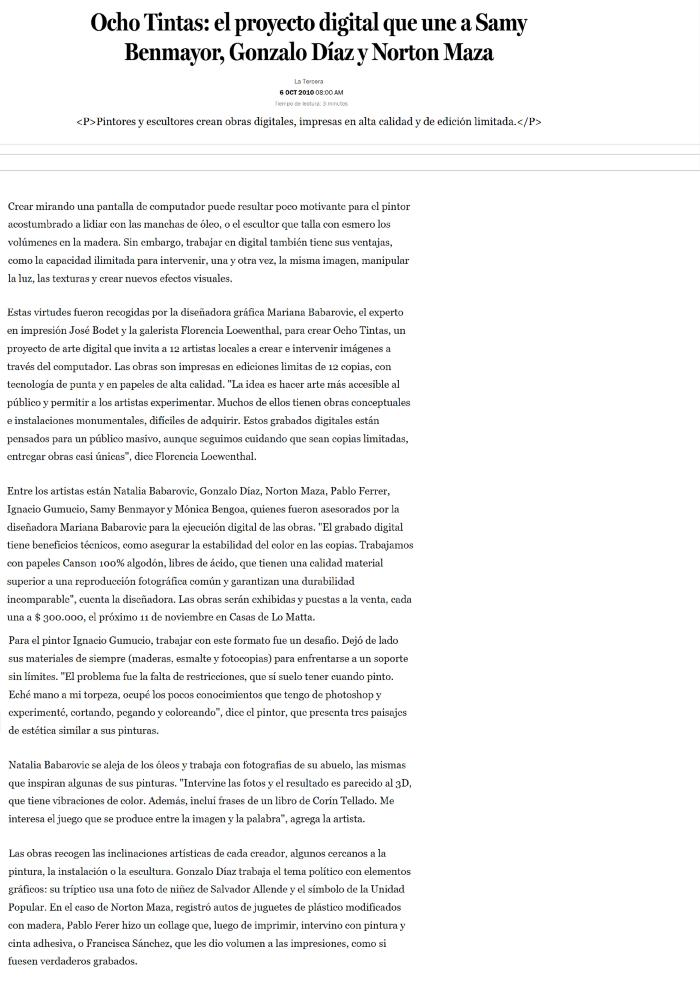 Ocho Tintas: el proyecto digital que une a Samy
Benmayor, Gonzalo Díaz y Norton Maza
La Tercera
6 OCT 2010 08:00 AM
Tiempo de lectura: 3 minutos
<P>Pintores y escultores crean obras digitales, impresas en alta calidad y de edición limitada.</P>
Crear mirando una pantalla de computador puede resultar poco motivante para el pintor
acostumbrado a lidiar con las manchas de óleo, o el escultor que talla con esmero los
volúmenes en la madera. Sin embargo, trabajar en digital también tiene sus ventajas,
como la capacidad ilimitada para intervenir, una y otra vez, la misma imagen, manipular
la luz, las texturas y crear nuevos efectos visuales.
Estas virtudes fueron recogidas por la diseñadora gráfica Mariana Babarovic, el experto
en impresión José Bodet y la galerista Florencia Loewenthal, para crear Ocho Tintas, un
proyecto de arte digital que invita a 12 artistas locales a crear e intervenir imágenes a
través del computador. Las obras son impresas en ediciones limitas de 12 copias, con
tecnología de punta y en papeles de alta calidad. "La idea es hacer arte más accesible al
público y permitir a los artistas experimentar. Muchos de ellos tienen obras conceptuales
e instalaciones monumentales, difíciles de adquirir. Estos grabados digitales están
pensados para un público masivo, aunque seguimos cuidando que sean copias limitadas,
entregar obras casi únicas", dice Florencia Loewenthal.
Entre los artistas están Natalia Babarovic, Gonzalo Díaz, Norton Maza, Pablo Ferrer,
Ignacio Gumucio, Samy Benmayor y Mónica Bengoa, quienes fueron asesorados por la
diseñadora Mariana Babarovic para la ejecución digital de las obras. "El grabado digital
tiene beneficios técnicos, como asegurar la estabilidad del color en las copias. Trabajamos
con papeles Canson 100% algodón, libres de ácido, que tienen una calidad material
superior a una reproducción fotográfica común y garantizan una durabilidad
incomparable", cuenta la diseñadora. Las obras serán exhibidas y puestas a la venta, cada
una a $ 300.000, el próximo 11 de noviembre en Casas de Lo Matta.
Para el pintor Ignacio Gumucio, trabajar con este formato fue un desafío. Dejó de lado
sus materiales de siempre (maderas, esmalte y fotocopias) para enfrentarse a un soporte
sin límites. "El problema fue la falta de restricciones, que sí suelo tener cuando pinto.
Eché mano a mi torpeza, ocupé los pocos conocimientos que tengo de photoshop y
experimenté, cortando, pegando y coloreando", dice el pintor, que presenta tres paisajes
de estética similar a sus pinturas.
Natalia Babarovic se aleja de los óleos y trabaja con fotografías de su abuelo, las mismas
que inspiran algunas de sus pinturas. "Intervine las fotos y el resultado es parecido al 3D,
que tiene vibraciones de color. Además, incluí frases de un libro de Corín Tellado. Me
interesa el juego que se produce entre la imagen y la palabra", agrega la artista.
Las obras recogen las inclinaciones artísticas de cada creador, algunos cercanos a la
pintura, la instalación o la escultura. Gonzalo Díaz trabaja el tema político con elementos
gráficos: su tríptico usa una foto de niñez de Salvador Allende y el símbolo de la Unidad
Popular. En el caso de Norton Maza, registró autos de juguetes de plástico modificados
con madera, Pablo Ferer hizo un collage que, luego de imprimir, intervino con pintura y
cinta adhesiva, o Francisca Sánchez, que les dio volumen a las impresiones, como si
fuesen verdaderos grabados.